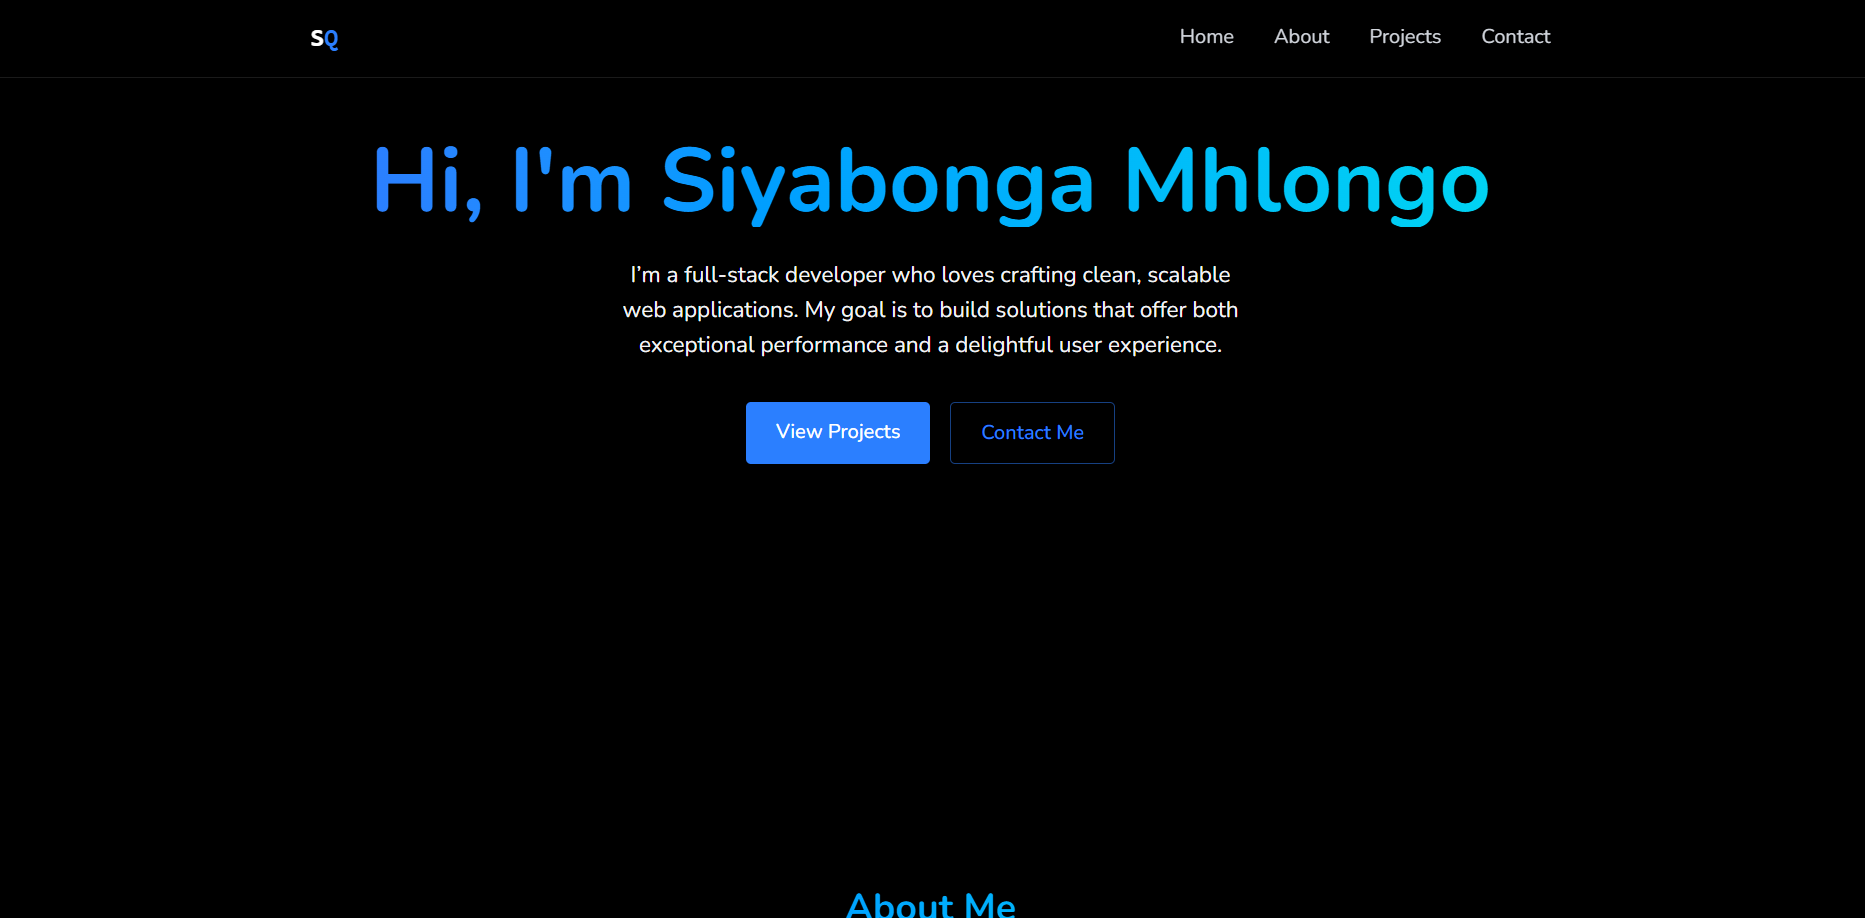 SQ
Home About Projects Contact
Hi, I'm Siyabonga Mhlongo
I’m a full-stack developer who loves crafting clean, scalable
web applications. My goal is to build solutions that offer both
exceptional performance and a delightful user experience.
View Projects Contact Me
About Me